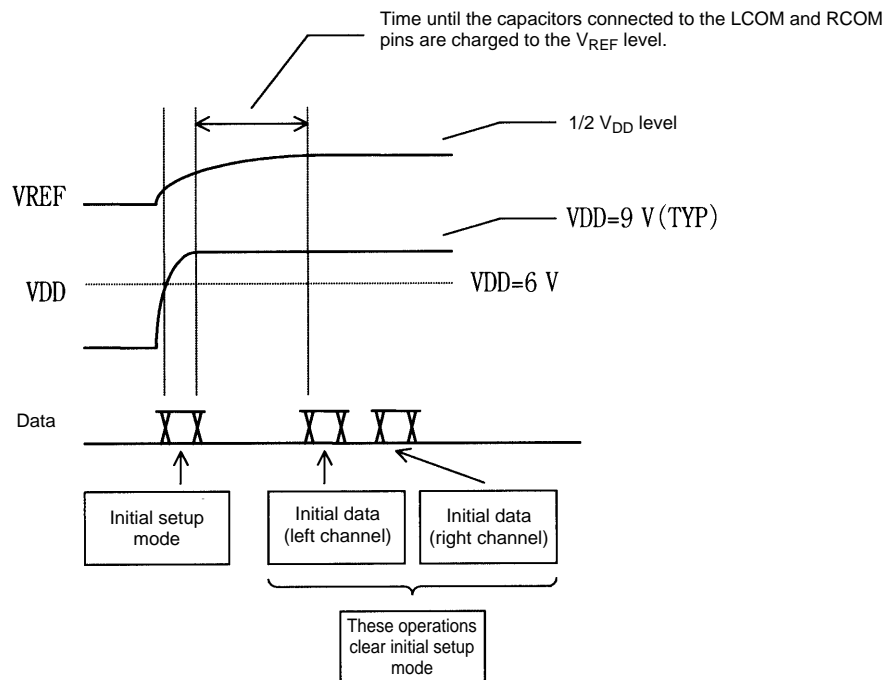 Time until the capacitors connected to the LCOM and RCOM
pins are charged to the VREF level.
1/2 VDD level
VREF
VDD=9 V(TYP)
VDD
VDD=6 V
Data
Initial setup
mode
Initial data
(left channel)
Initial data
(right channel)
These operations
clear initial setup
mode